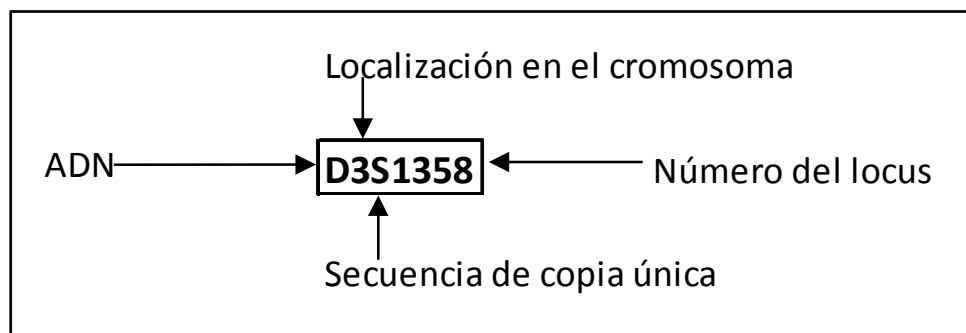 Localización en el cromosoma
ADN
D3S1358
Número del locus
Secuencia de copia única